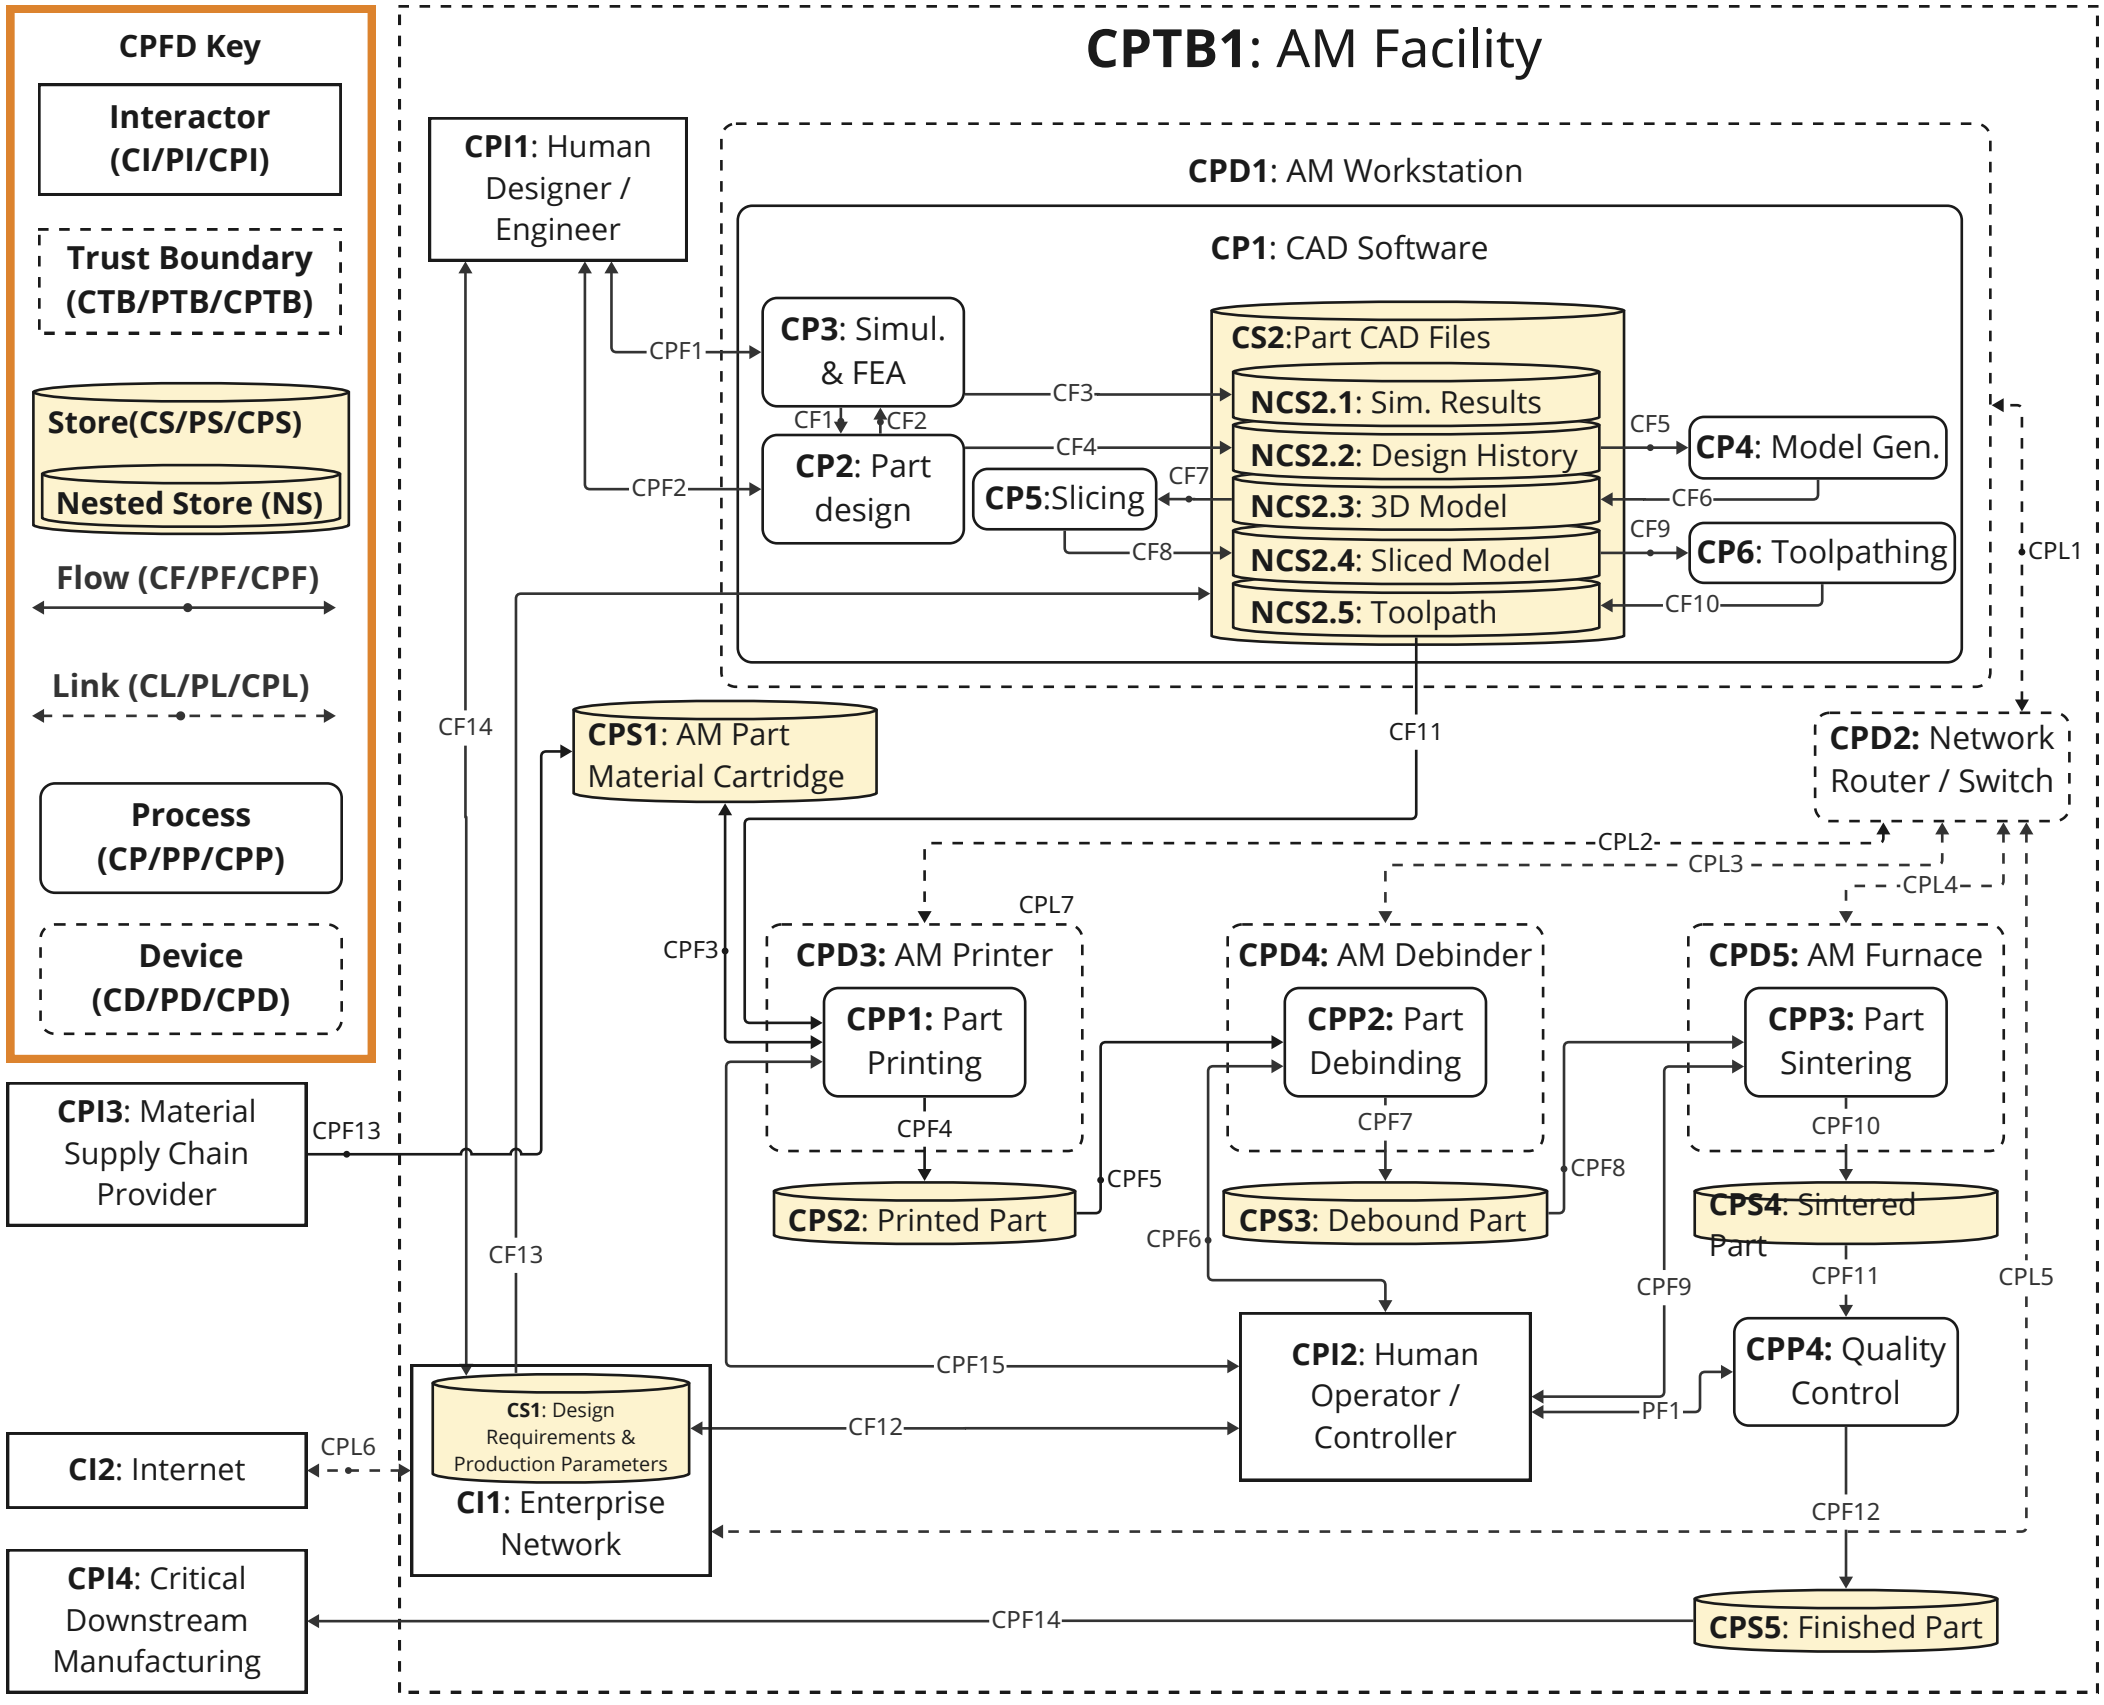 CPFD Key
Interactor
(CI/PI/CPI)
Trust Boundary
(CTB/PTB/CPTB)
Store(CS/PS/CPS)
Nested Store (NS)
Flow (CF/PF/CPF)
Link (CL/PL/CPL)
Process
(CP/PP/CPP)
Device
(CD/PD/CPD)
CPTB1: AM Facility
CPI1: Human
Designer /
Engineer
CPD1: AM Workstation
CP1: CAD Software
CP3: Simul.
& FEA
CPF1
CF1
CF2
CF3
CP2: Part
design
CPF2
CF4
CS2:Part CAD Files
NCS2.1: Sim. Results
NCS2.2: Design History
NCS2.3: 3D Model
NCS2.4: Sliced Model
NCS2.5: Toolpath
CP5:Slicing
CF7
CF8
CF5
CP4: Model Gen.
CF6
CF9
CP6: Toolpathing
CF10
CPL1
CF14
CPS1: AM Part
Material Cartridge
CF11
CPD2: Network
Router / Switch
CPL2
CPL3
CPL4
CPL7
CPF3
CPD3: AM Printer
CPP1: Part
Printing
CPF4
CPD4: AM Debinder
CPP2: Part
Debinding
CPF7
CPD5: AM Furnace
CPP3: Part
Sintering
CPF10
CPI3: Material
Supply Chain
Provider
CPF13
CPS2: Printed Part
CPF5
CPS3: Debound Part
CPF8
CPS4: Sintered
Part
CPF6
CF13
CPF9
CPF11
CPL5
CPF15
CPI2: Human
Operator /
Controller
PF1
CPP4: Quality
Control
CS1: Design
Requirements &
Production Parameters
CI1: Enterprise
Network
CF12
CI2: Internet
CPL6
CPF12
CPI4: Critical
Downstream
Manufacturing
CPF14
CPS5: Finished Part